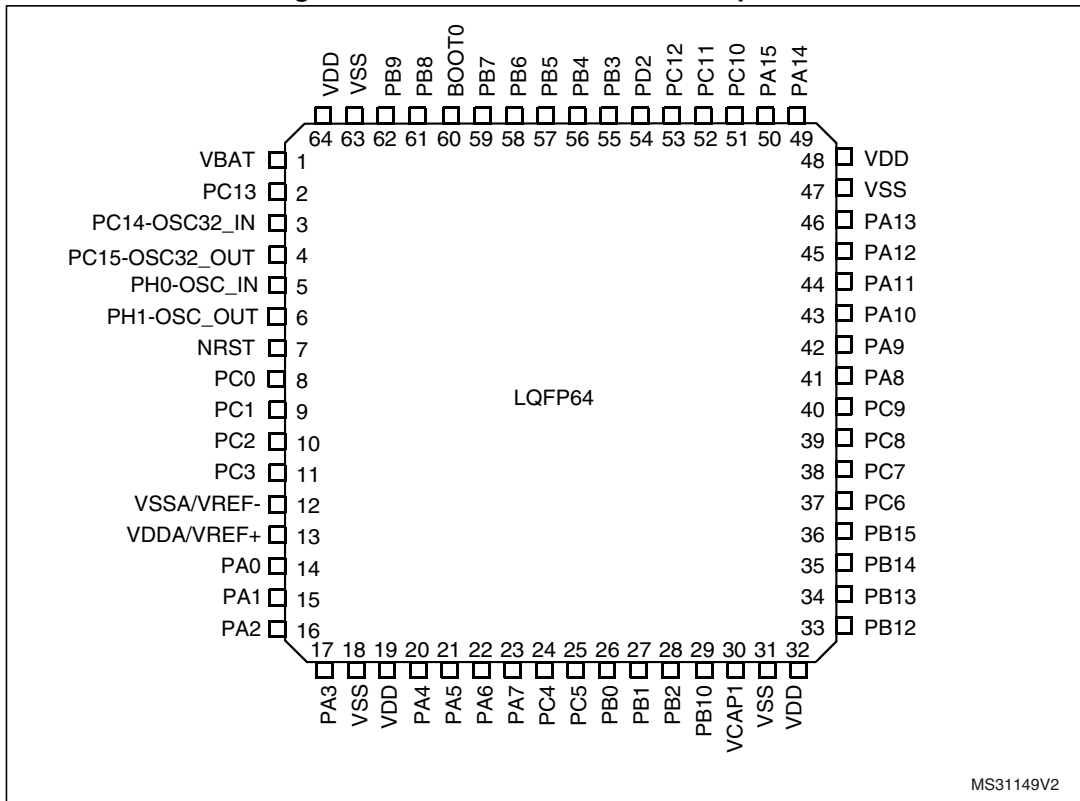 VDD VSS PB9 PB8 BOOT0 PB7 PB6 PB5 PB4 PB3 PD2 PC12 PC11 PC10 PA15 PA14
64 63 62 61 60 59 58 57 56 55 54 53 52 51 50 49
VBAT 1 48 VDD
PC13 2 47 VSS
PC14-OSC32_IN 3 46 PA13
PC15-OSC32_OUT 4 45 PA12
PH0-OSC_IN 5 44 PA11
PH1-OSC_OUT 6 43 PA10
NRST 7 42 PA9
PC0 8 41 PA8
LQFP64
PC1 9 40 PC9
PC2 10 39 PC8
PC3 11 38 PC7
VSSA/VREF- 12 37 PC6
VDDA/VREF+ 13 36 PB15
PA0 14 35 PB14
PA1 15 34 PB13
PA2 16 33 PB12
17 18 19 20 21 22 23 24 25 26 27 28 29 30 31 32
PA3 VSS VDD PA4 PA5 PA6 PA7 PC4 PC5 PB0 PB1 PB2 PB10 VCAP1 VSS VDD
MS31149V2